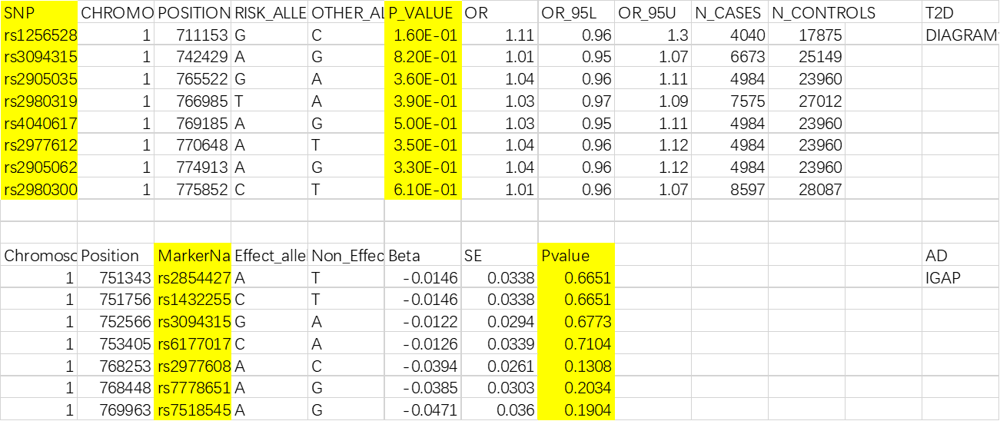 SNP CHROMO POSITION RISK_ALLE OTHER_AL P_VALUE OR OR_95L OR_95U N_CASES N_CONTROLS T2D
rs1256528 1 711153 G C 1.60E-01 1.11 0.96 1.3 4040 17875 DIAGRAM
rs3094315 1 742429 A G 8.20E-01 1.01 0.95 1.07 6673 25149
rs2905035 1 765522 G A 3.60E-01 1.04 0.96 1.11 4984 23960
rs2980319 1 766985 T A 3.90E-01 1.03 0.97 1.09 7575 27012
rs4040617 1 769185 A G 5.00E-01 1.03 0.95 1.11 4984 23960
rs2977612 1 770648 A T 3.50E-01 1.04 0.96 1.12 4984 23960
rs2905062 1 774913 A G 3.30E-01 1.04 0.96 1.12 4984 23960
rs2980300 1 775852 C T 6.10E-01 1.01 0.96 1.07 8597 28087
Chromoso Position MarkerNa Effect_alle Non_Effec Beta SE Pvalue AD
1 751343 rs2854427 A T -0.0146 0.0338 0.6651 IGAP
1 751756 rs1432255 C T -0.0146 0.0338 0.6651
1 752566 rs3094315 G A -0.0122 0.0294 0.6773
1 753405 rs6177017 C A -0.0126 0.0339 0.7104
1 768253 rs2977608 A C -0.0394 0.0261 0.1308
1 768448 rs7778651 A G -0.0385 0.0303 0.2034
1 769963 rs7518545 A G -0.0471 0.036 0.1904